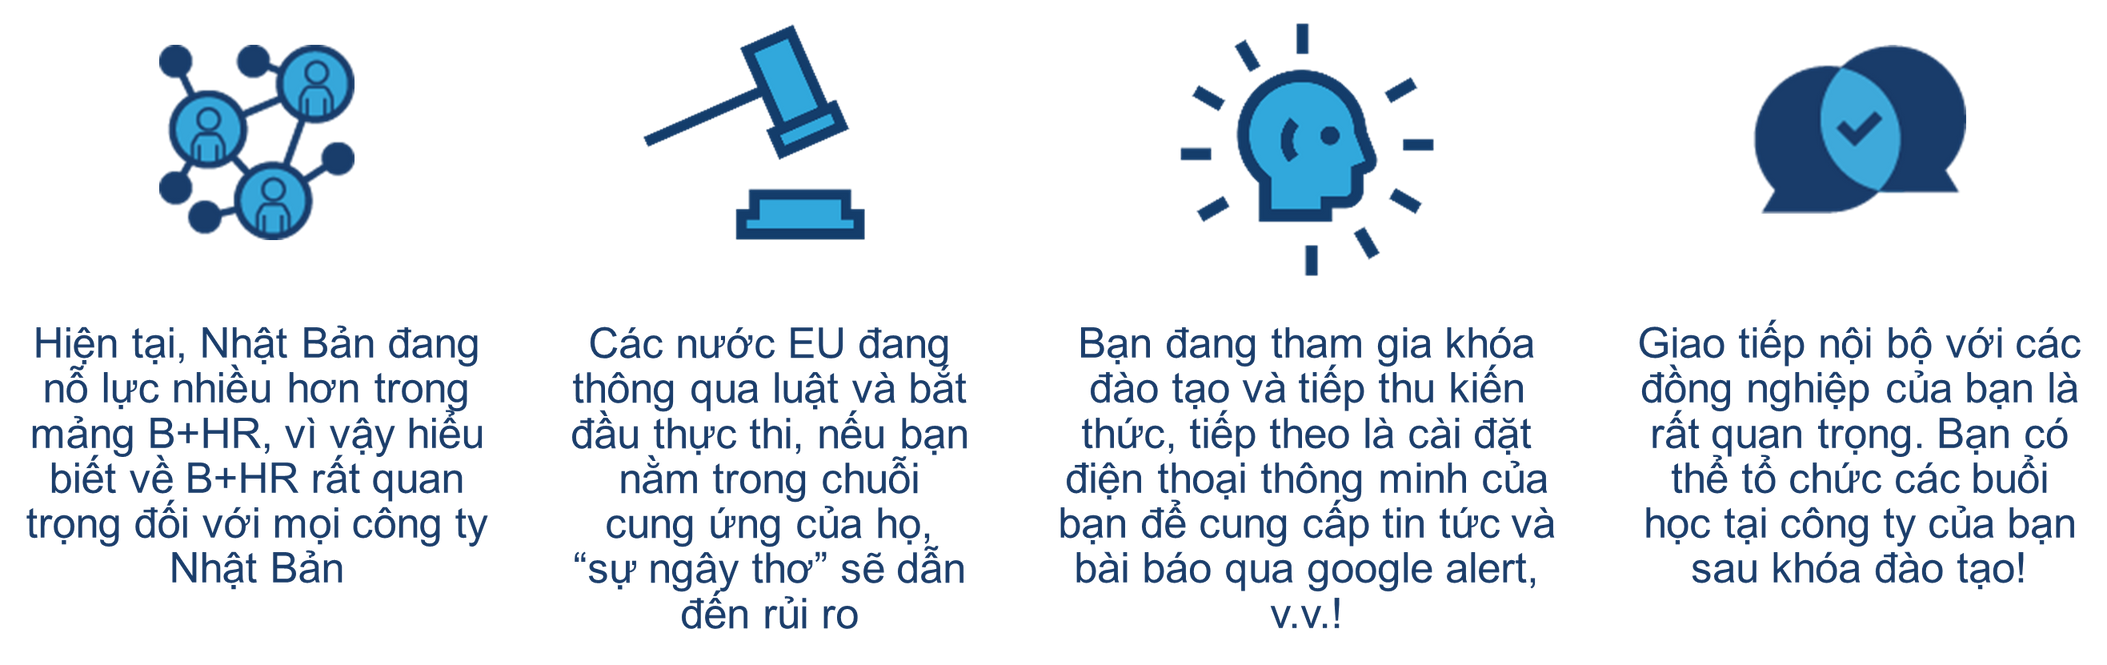 Hiện tại, Nhật Bản đang
nỗ lực nhiều hơn trong
mảng B+HR, vì vậy hiểu
biết về B+HR rất quan
trọng đối với mọi công ty
Nhật Bản
Các nước EU đang
thông qua luật và bắt
đầu thực thi, nếu bạn
nằm trong chuỗi
cung ứng của họ,
“sự ngây thơ” sẽ dẫn
đến rủi ro
Bạn đang tham gia khóa
đào tạo và tiếp thu kiến
thức, tiếp theo là cài đặt
điện thoại thông minh của
bạn để cung cấp tin tức và
bài báo qua google alert,
v.v.!
Giao tiếp nội bộ với các
đồng nghiệp của bạn là
rất quan trọng. Bạn có
thể tổ chức các buổi
học tại công ty của bạn
sau khóa đào tạo!